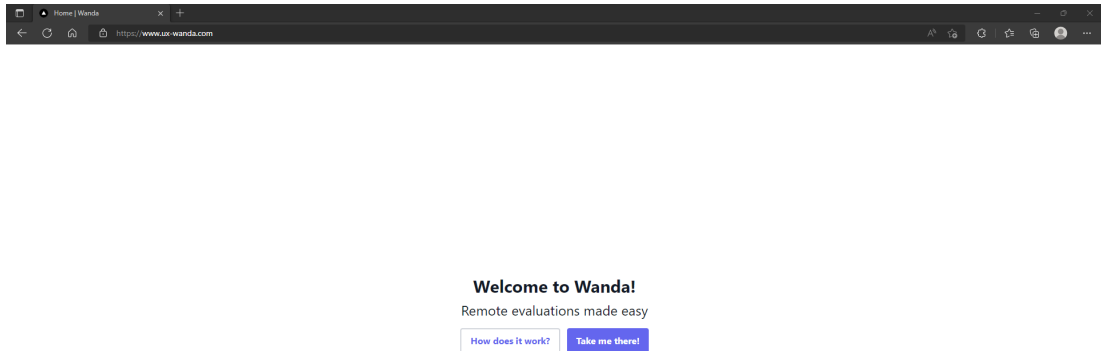 Home | Wanda
https://www.ux-wanda.com
Welcome to Wanda!
Remote evaluations made easy
How does it work? Take me there!